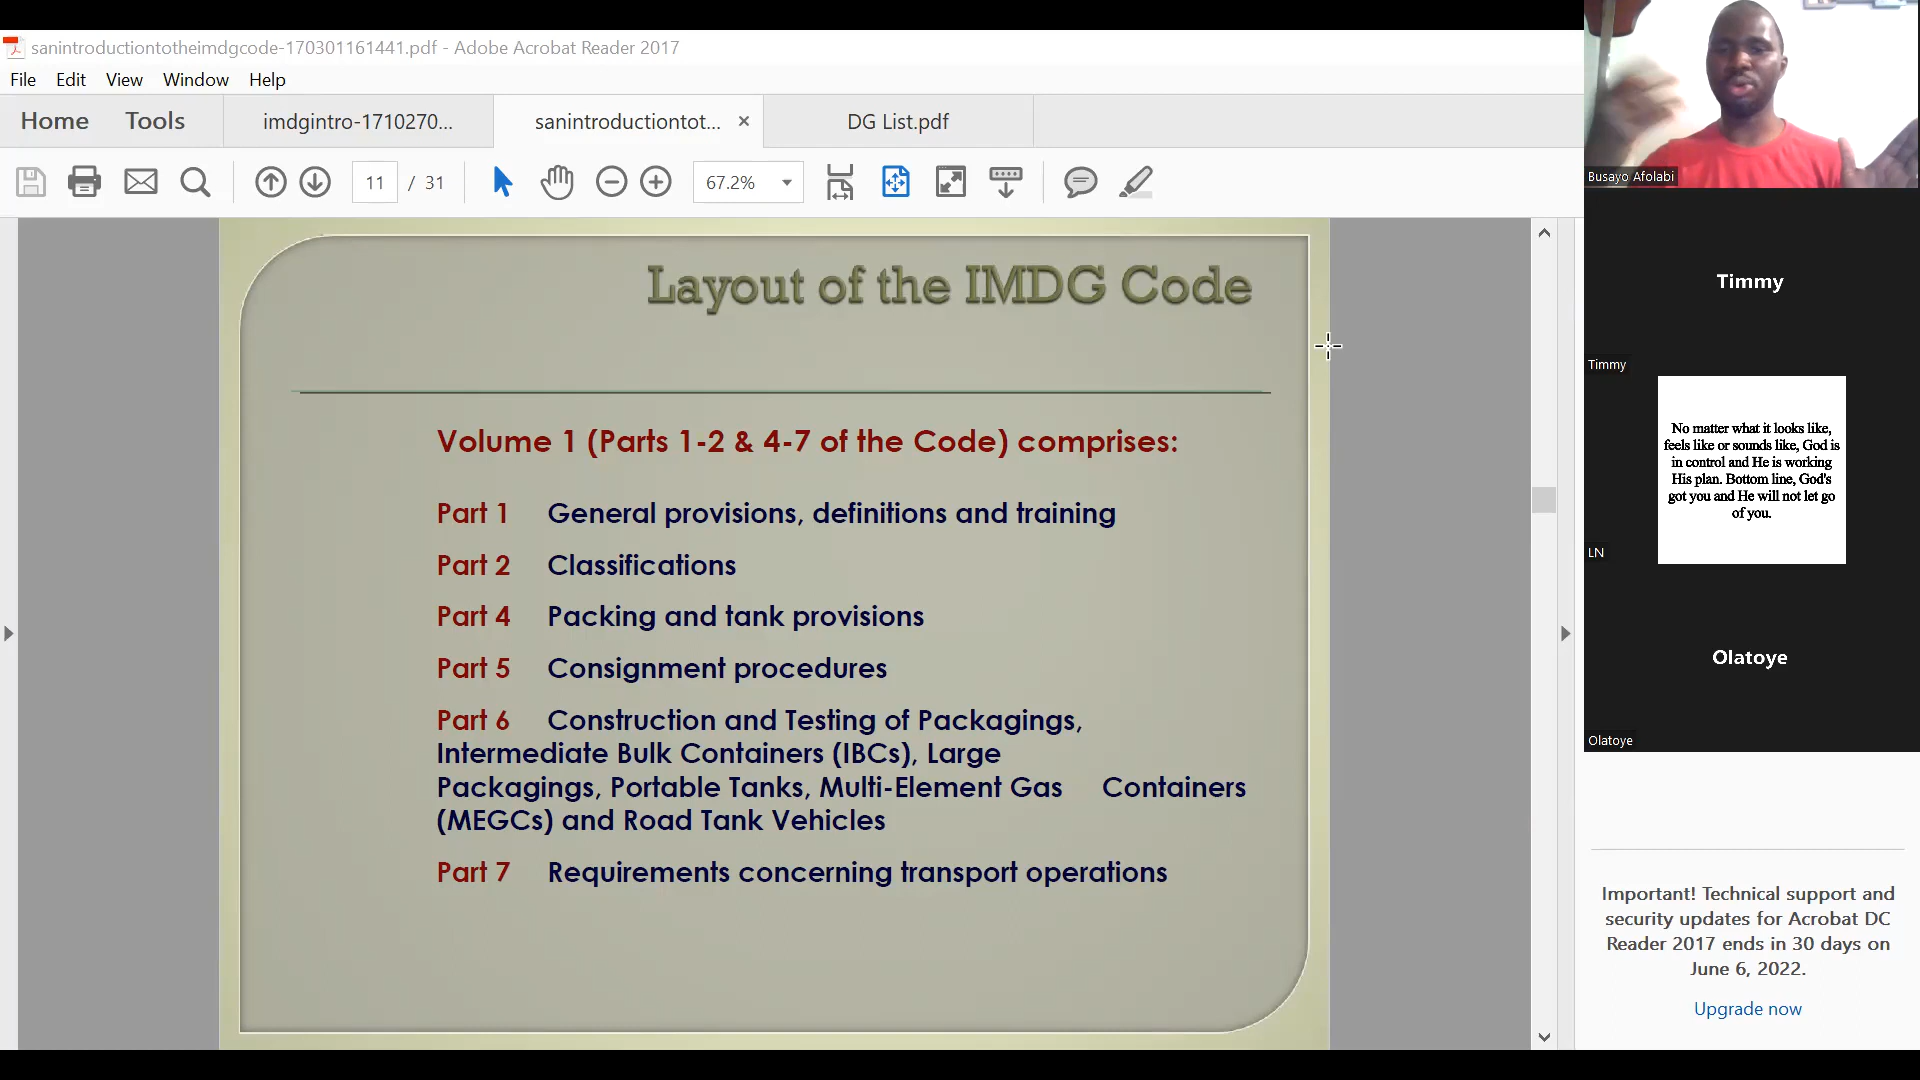 sanintroductiontotheimdgcode-170301161441.pdf - Adobe Acrobat Reader 2017
File Edit View Window Help
Home Tools imdgintro-1710270... sanintroductiontot... × DG List.pdf
11 / 31 67.2%
Layout of the IMDG Code
Volume 1 (Parts 1-2 & 4-7 of the Code) comprises:
Part 1 General provisions, definitions and training
Part 2 Classifications
Part 4 Packing and tank provisions
Part 5 Consignment procedures
Part 6 Construction and Testing of Packagings,
Intermediate Bulk Containers (IBCs), Large
Packagings, Portable Tanks, Multi-Element Gas Containers
(MEGCs) and Road Tank Vehicles
Part 7 Requirements concerning transport operations
Busayo Afolabi
Timmy
Timmy
No matter what it looks like,
feels like or sounds like, God is
in control and He is working
His plan. Bottom line, God's
got you and He will not let go
of you.
LN
Olatoye
Olatoye
Important! Technical support and
security updates for Acrobat DC
Reader 2017 ends in 30 days on
June 6, 2022.
Upgrade now